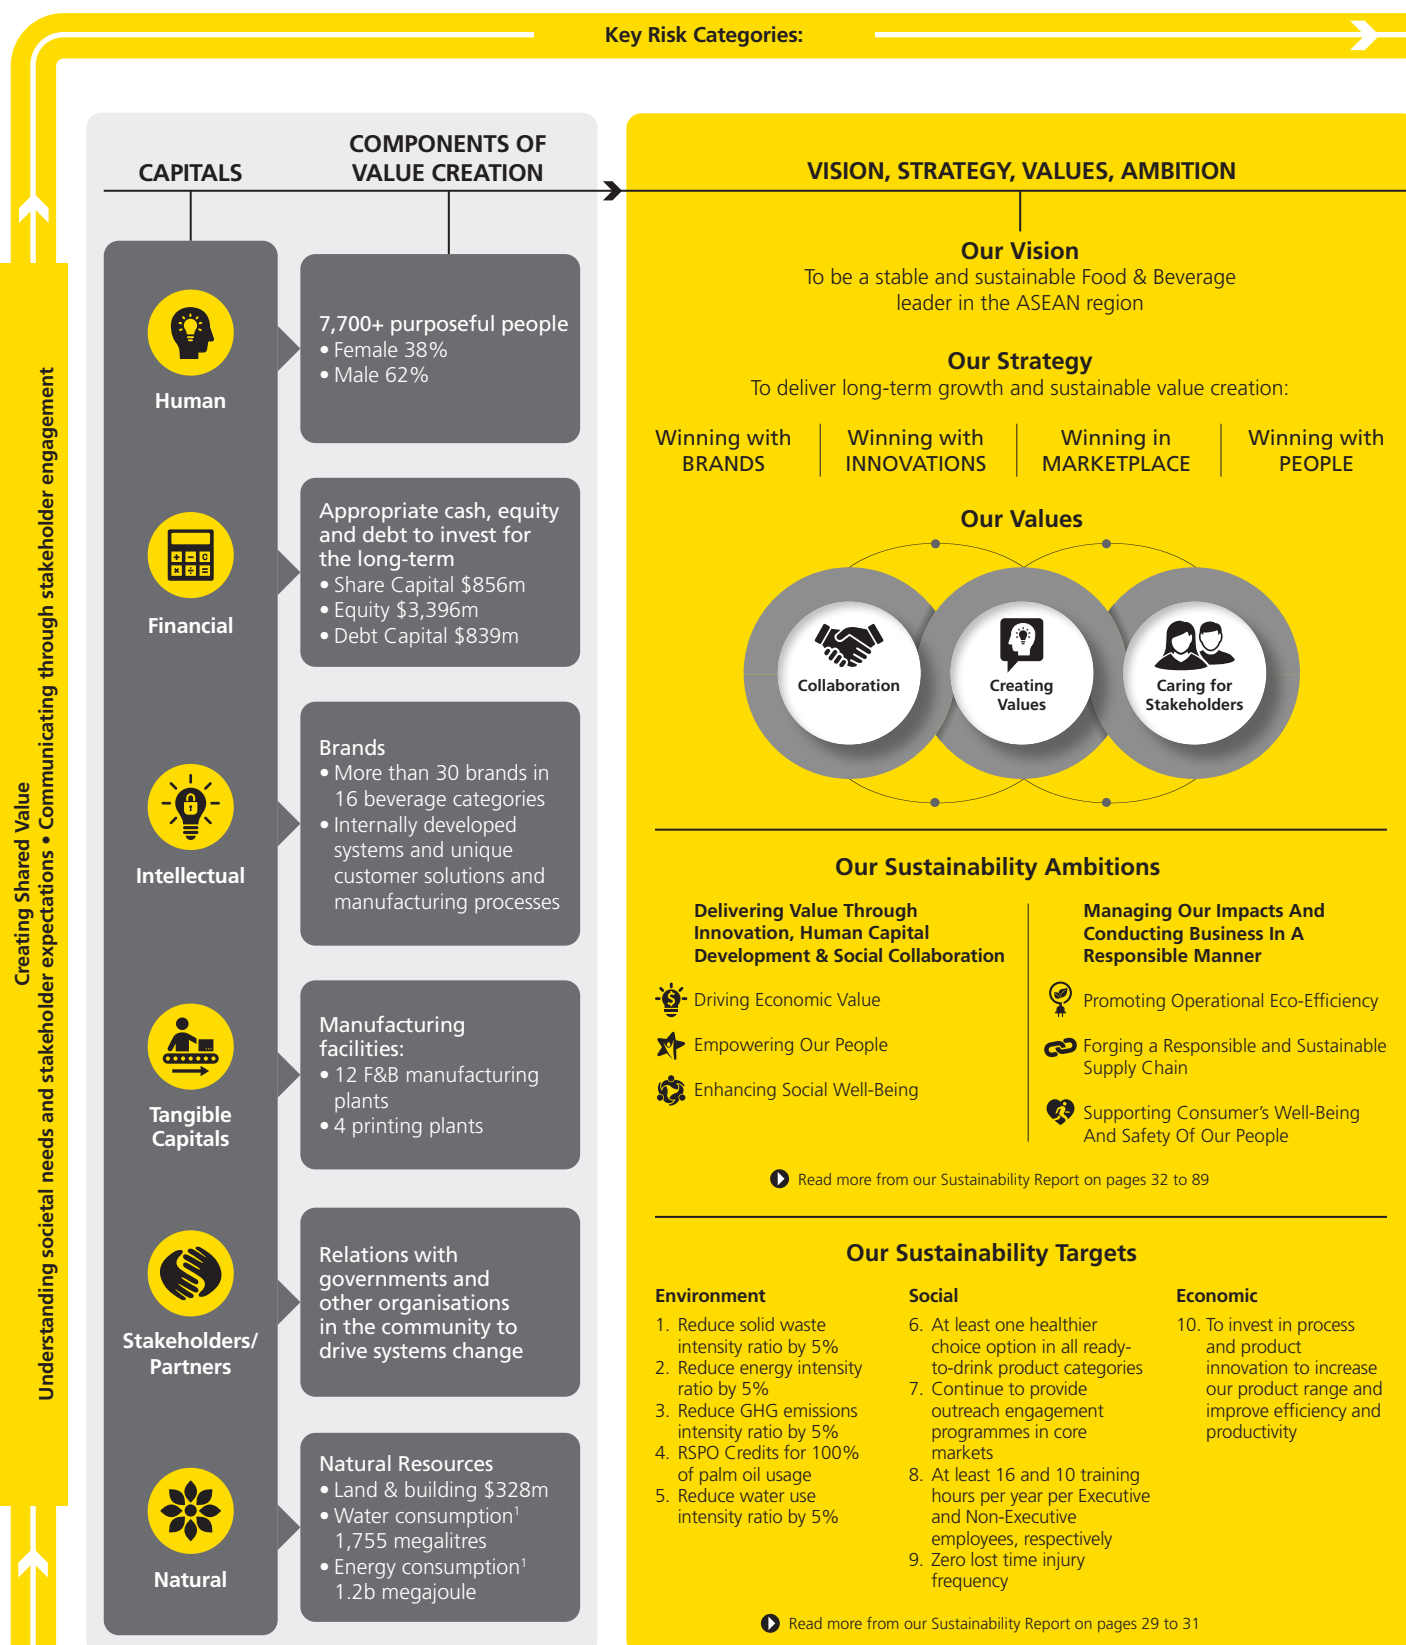 Key Risk Categories:
Creating Shared Value
Understanding societal needs and stakeholder expectations • Communicating through stakeholder engagement
CAPITALS
COMPONENTS OF
VALUE CREATION
Human
7,700+ purposeful people
• Female 38%
• Male 62%
Financial
Appropriate cash, equity
and debt to invest for
the long-term
• Share Capital $856m
• Equity $3,396m
• Debt Capital $839m
Intellectual
Brands
• More than 30 brands in
16 beverage categories
• Internally developed
systems and unique
customer solutions and
manufacturing processes
Tangible
Capitals
Manufacturing
facilities:
• 12 F&B manufacturing
plants
• 4 printing plants
Stakeholders/
Partners
Relations with
governments and
other organisations
in the community to
drive systems change
Natural
Natural Resources
• Land & building $328m
• Water consumption¹
1,755 megalitres
• Energy consumption¹
1.2b megajoule
VISION, STRATEGY, VALUES, AMBITION
Our Vision
To be a stable and sustainable Food & Beverage
leader in the ASEAN region
Our Strategy
To deliver long-term growth and sustainable value creation:
Winning with
BRANDS
Winning with
INNOVATIONS
Winning in
MARKETPLACE
Winning with
PEOPLE
Our Values
Collaboration
Creating
Values
Caring for
Stakeholders
Our Sustainability Ambitions
Delivering Value Through
Innovation, Human Capital
Development & Social Collaboration
Driving Economic Value
Empowering Our People
Enhancing Social Well-Being
Managing Our Impacts And
Conducting Business In A
Responsible Manner
Promoting Operational Eco-Efficiency
Forging a Responsible and Sustainable
Supply Chain
Supporting Consumer's Well-Being
And Safety Of Our People
Read more from our Sustainability Report on pages 32 to 89
Our Sustainability Targets
Environment
1. Reduce solid waste
intensity ratio by 5%
2. Reduce energy intensity
ratio by 5%
3. Reduce GHG emissions
intensity ratio by 5%
4. RSPO Credits for 100%
of palm oil usage
5. Reduce water use
intensity ratio by 5%
Social
6. At least one healthier
choice option in all ready-
to-drink product categories
7. Continue to provide
outreach engagement
programmes in core
markets
8. At least 16 and 10 training
hours per year per Executive
and Non-Executive
employees, respectively
9. Zero lost time injury
frequency
Economic
10. To invest in process
and product
innovation to increase
our product range and
improve efficiency and
productivity
Read more from our Sustainability Report on pages 29 to 31